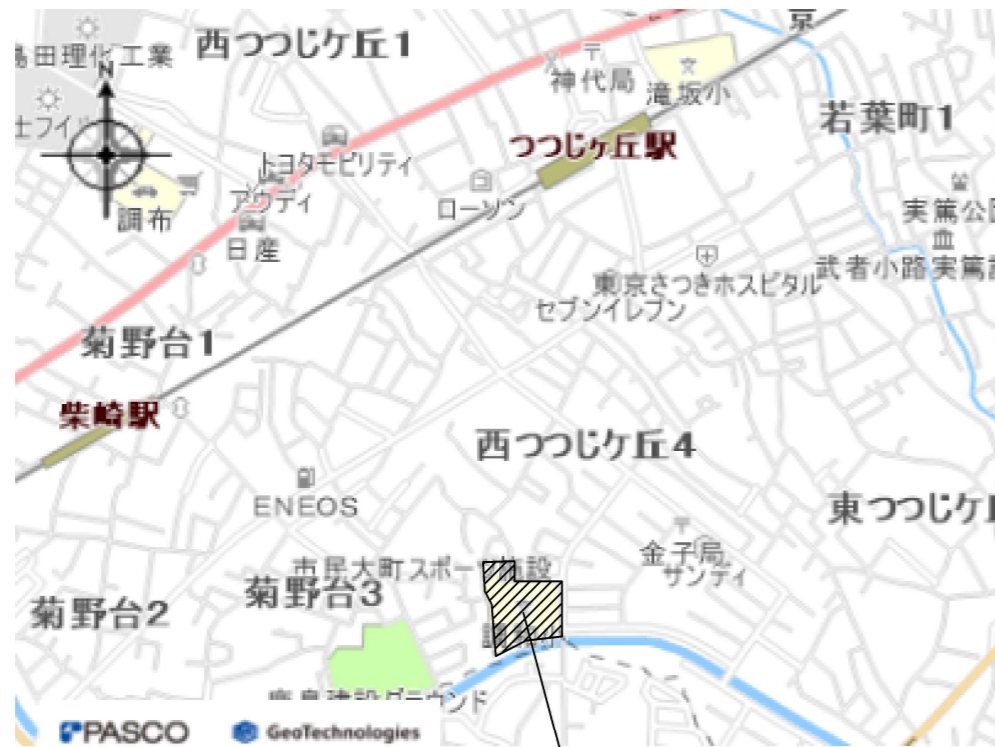 西つつじケ丘1
島田理化工業
N
神代局
滝坂小
京
若葉町1
つつじヶ丘駅
トヨタモビリティ
アウディ
ローソン
調布
日産
実篤公
武者小路実篤
東京さつきホスピタル
セブンイレブン
菊野台1
柴崎駅
西つつじケ丘4
ENEOS
東つつじケ
金子局
サンディ
市民大町スポー
施設
菊野台3
菊野台2
PASCO
GeoTechnologies